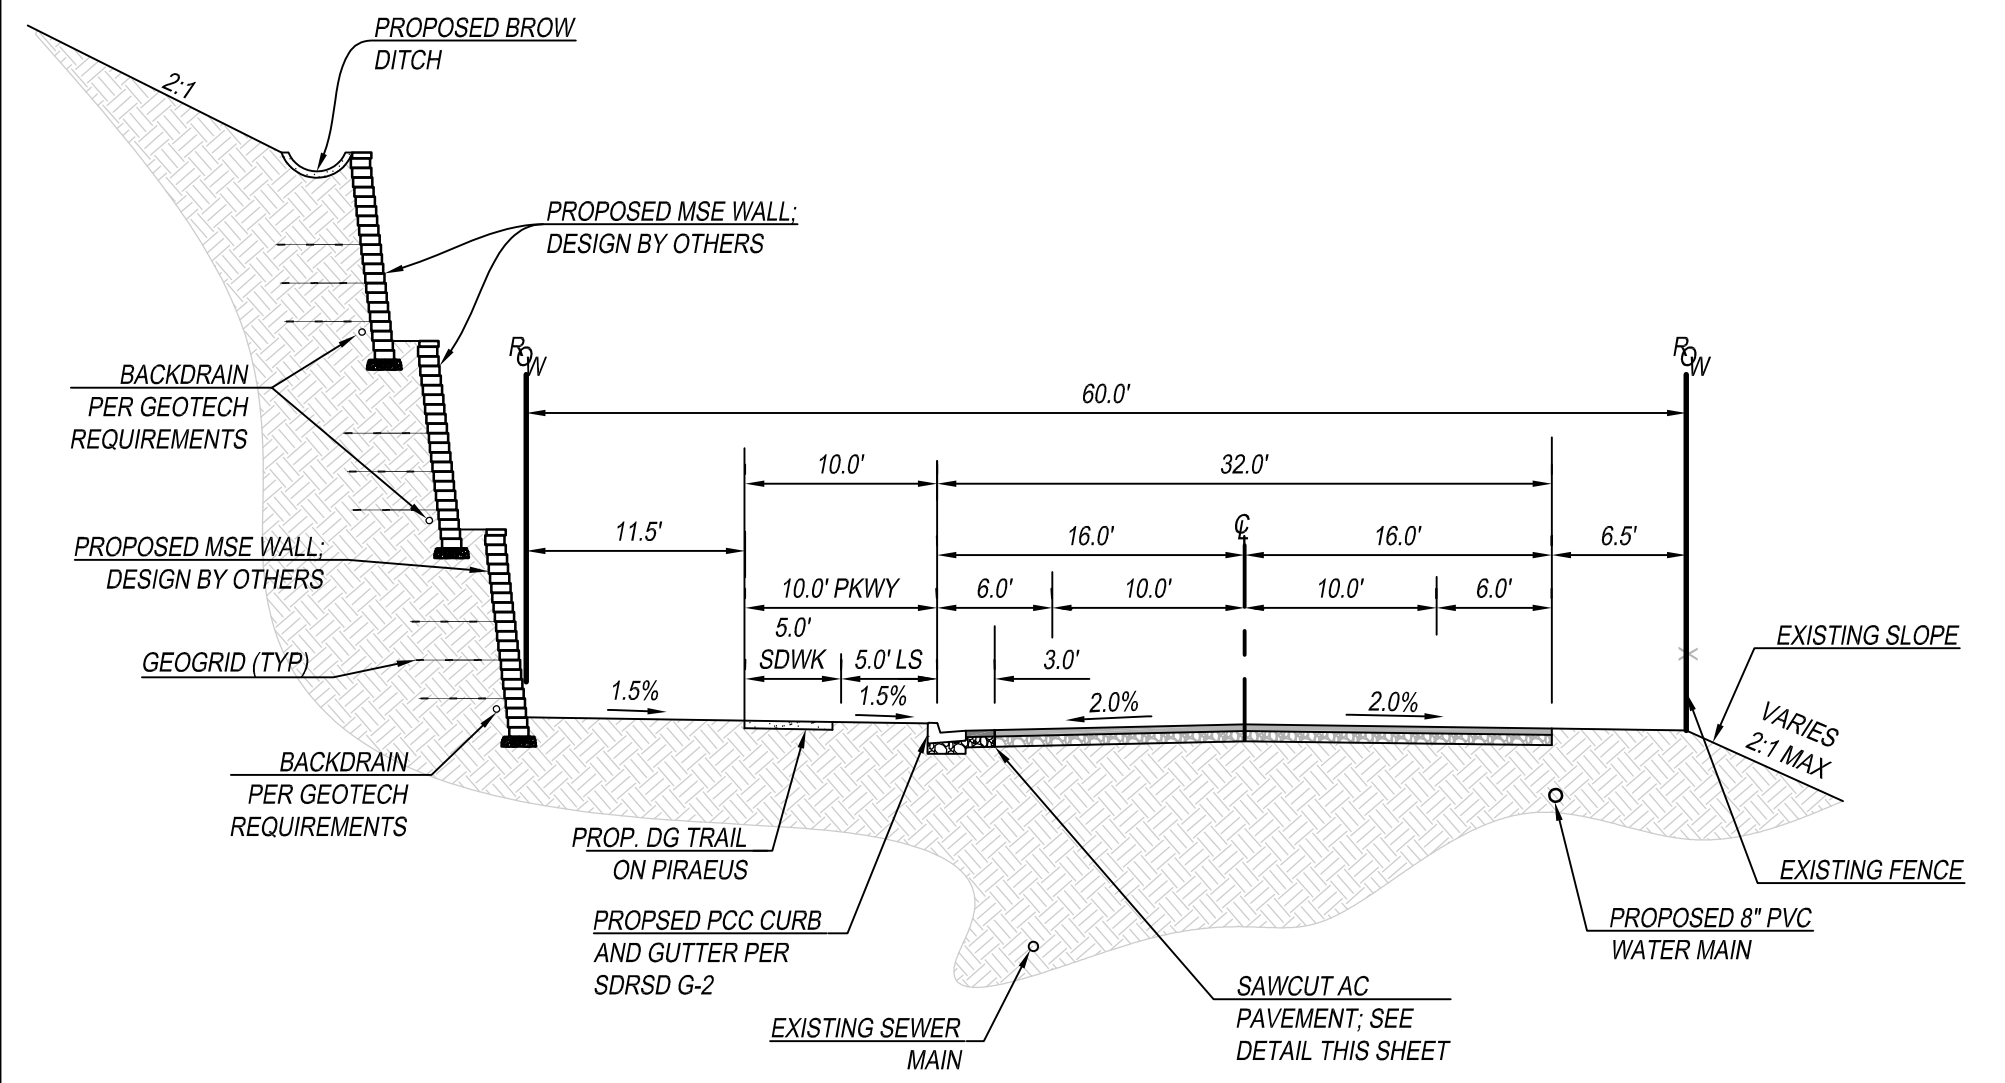 PROPOSED BROW
DITCH
2:1
PROPOSED MSE WALL;
DESIGN BY OTHERS
BACKDRAIN
PER GEOTECH
REQUIREMENTS
ROW
ROW
60.0'
10.0'
32.0'
11.5'
16.0'
CL
16.0'
6.5'
PROPOSED MSE WALL;
DESIGN BY OTHERS
10.0' PKWY
6.0'
10.0'
10.0'
6.0'
5.0'
SDWK
5.0' LS
3.0'
GEOGRID (TYP)
1.5%
1.5%
2.0%
2.0%
EXISTING SLOPE
VARIES
2:1 MAX
BACKDRAIN
PER GEOTECH
REQUIREMENTS
PROP. DG TRAIL
ON PIRAEUS
PROPSED PCC CURB
AND GUTTER PER
SDRSD G-2
EXISTING SEWER
MAIN
SAWCUT AC
PAVEMENT; SEE
DETAIL THIS SHEET
PROPOSED 8" PVC
WATER MAIN
EXISTING FENCE